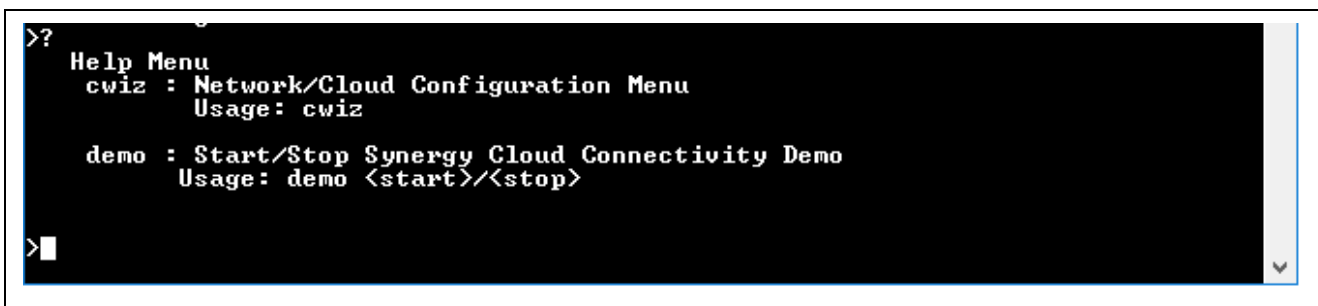 >?
Help Menu
cwiz : Network/Cloud Configuration Menu
Usage: cwiz
demo : Start/Stop Synergy Cloud Connectivity Demo
Usage: demo <start>/<stop>
>